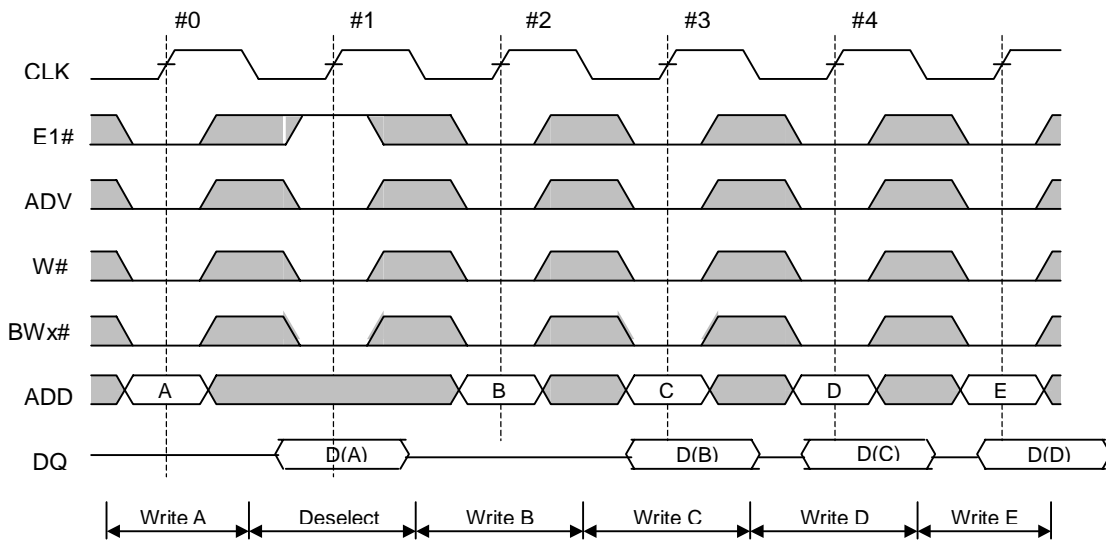 #0 #1 #2 #3 #4
CLK
E1#
ADV
W#
BWx#
ADD A B C D E
DQ D(A) D(B) D(C) D(D)
Write A Deselect Write B Write C Write D Write E